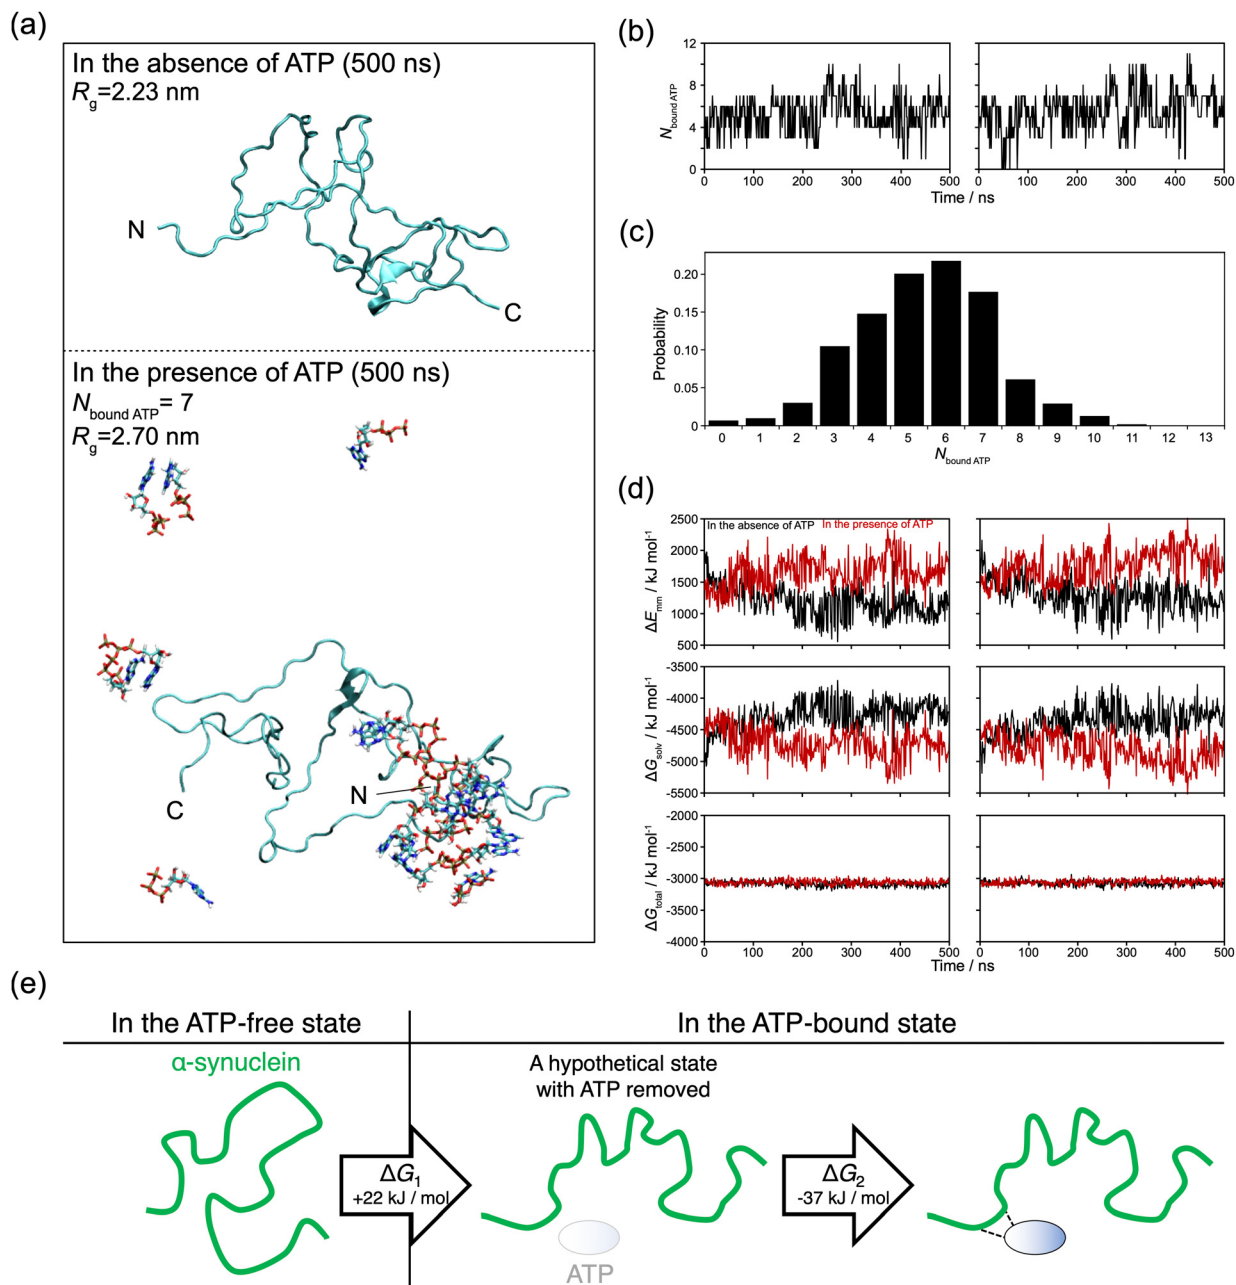 (a)
In the absence of ATP (500 ns)
Rg=2.23 nm
N
C
In the presence of ATP (500 ns)
Nbound ATP= 7
Rg=2.70 nm
N
C
(b)
Nbound ATP
12
8
4
0
0 100 200 300 400 500
0 100 200 300 400 500
Time / ns
(c)
Probability
0.20
0.15
0.10
0.05
0
0 1 2 3 4 5 6 7 8 9 10 11 12 13
Nbound ATP
(d)
In the absence of ATP In the presence of ATP
ΔEmm / kJ mol-1
2500
2000
1500
1000
500
ΔGsolv / kJ mol-1
-3500
-4000
-4500
-5000
-5500
ΔGtotal / kJ mol-1
-2000
-2500
-3000
-3500
-4000
0 100 200 300 400 500
0 100 200 300 400 500
Time / ns
(e)
In the ATP-free state
In the ATP-bound state
α-synuclein
A hypothetical state
with ATP removed
ΔG1
+22 kJ / mol
ΔG2
-37 kJ / mol
ATP